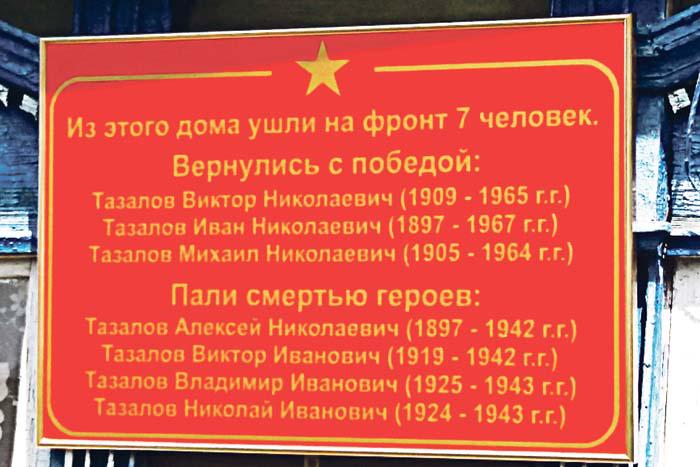 Из этого дома ушли на фронт 7 человек.
Вернулись с победой:
Тазалов Виктор Николаевич (1909 - 1965 г.г.)
Тазалов Иван Николаевич (1897 - 1967 г.г.)
Тазалов Михаил Николаевич (1905 - 1964 г.г.)
Пали смертью героев:
Тазалов Алексей Николаевич (1897 - 1942 г.г.)
Тазалов Виктор Иванович (1919 - 1942 г.г.)
Тазалов Владимир Иванович (1925 - 1943 г.г.)
Тазалов Николай Иванович (1924 - 1943 г.г.)